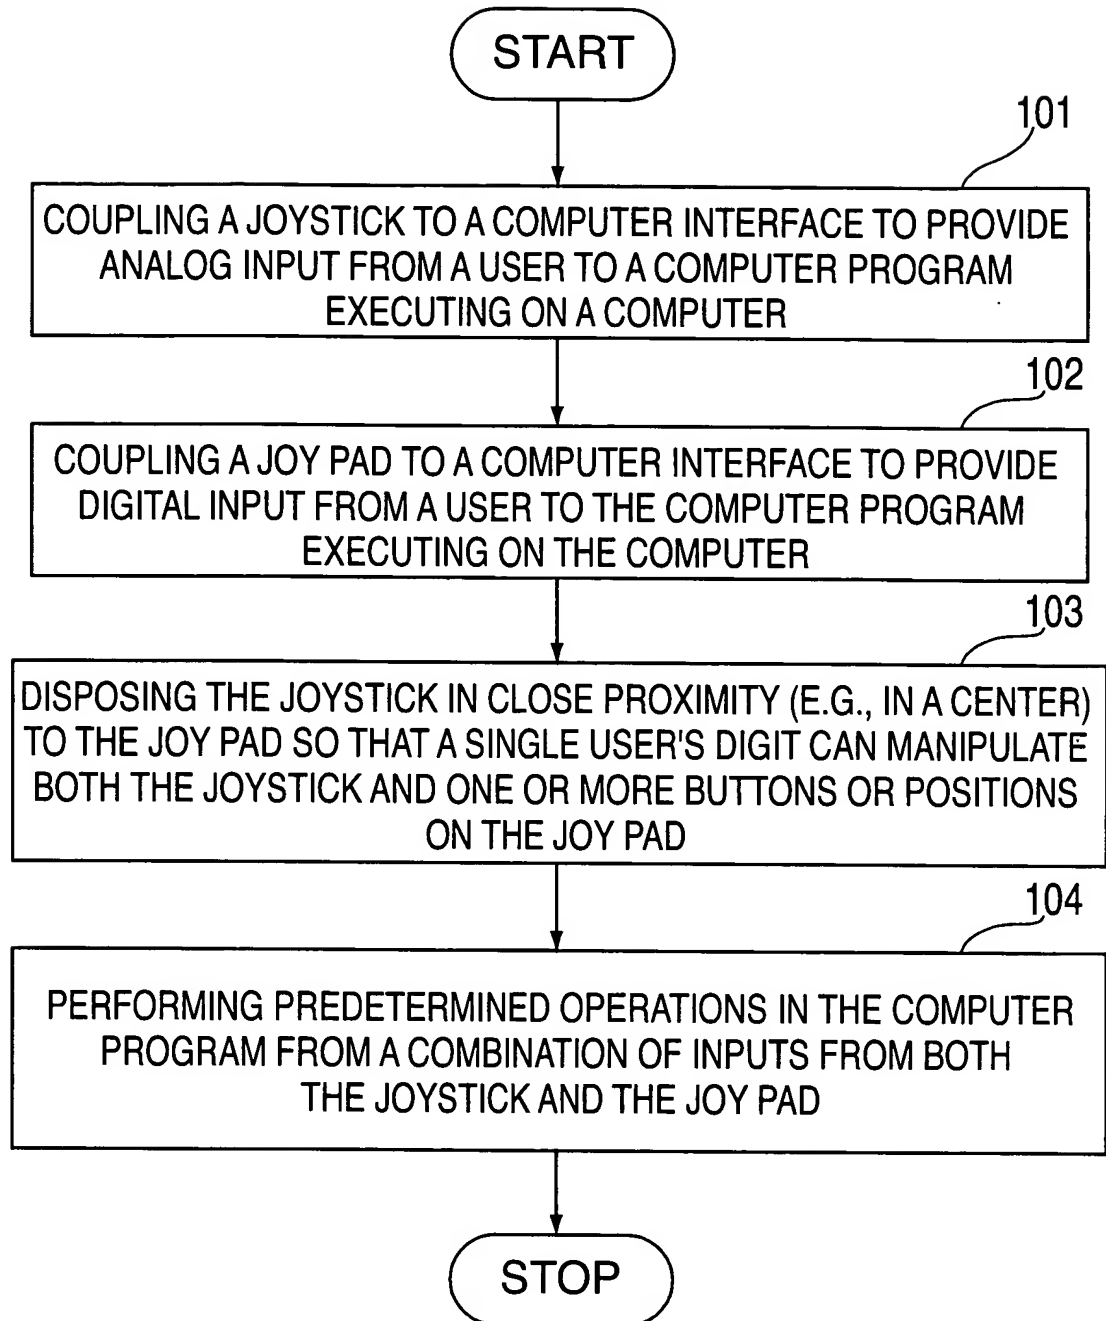 START
101
COUPLING A JOYSTICK TO A COMPUTER INTERFACE TO PROVIDE
ANALOG INPUT FROM A USER TO A COMPUTER PROGRAM
EXECUTING ON A COMPUTER
102
COUPLING A JOY PAD TO A COMPUTER INTERFACE TO PROVIDE
DIGITAL INPUT FROM A USER TO THE COMPUTER PROGRAM
EXECUTING ON THE COMPUTER
103
DISPOSING THE JOYSTICK IN CLOSE PROXIMITY (E.G., IN A CENTER)
TO THE JOY PAD SO THAT A SINGLE USER'S DIGIT CAN MANIPULATE
BOTH THE JOYSTICK AND ONE OR MORE BUTTONS OR POSITIONS
ON THE JOY PAD
104
PERFORMING PREDETERMINED OPERATIONS IN THE COMPUTER
PROGRAM FROM A COMBINATION OF INPUTS FROM BOTH
THE JOYSTICK AND THE JOY PAD
STOP